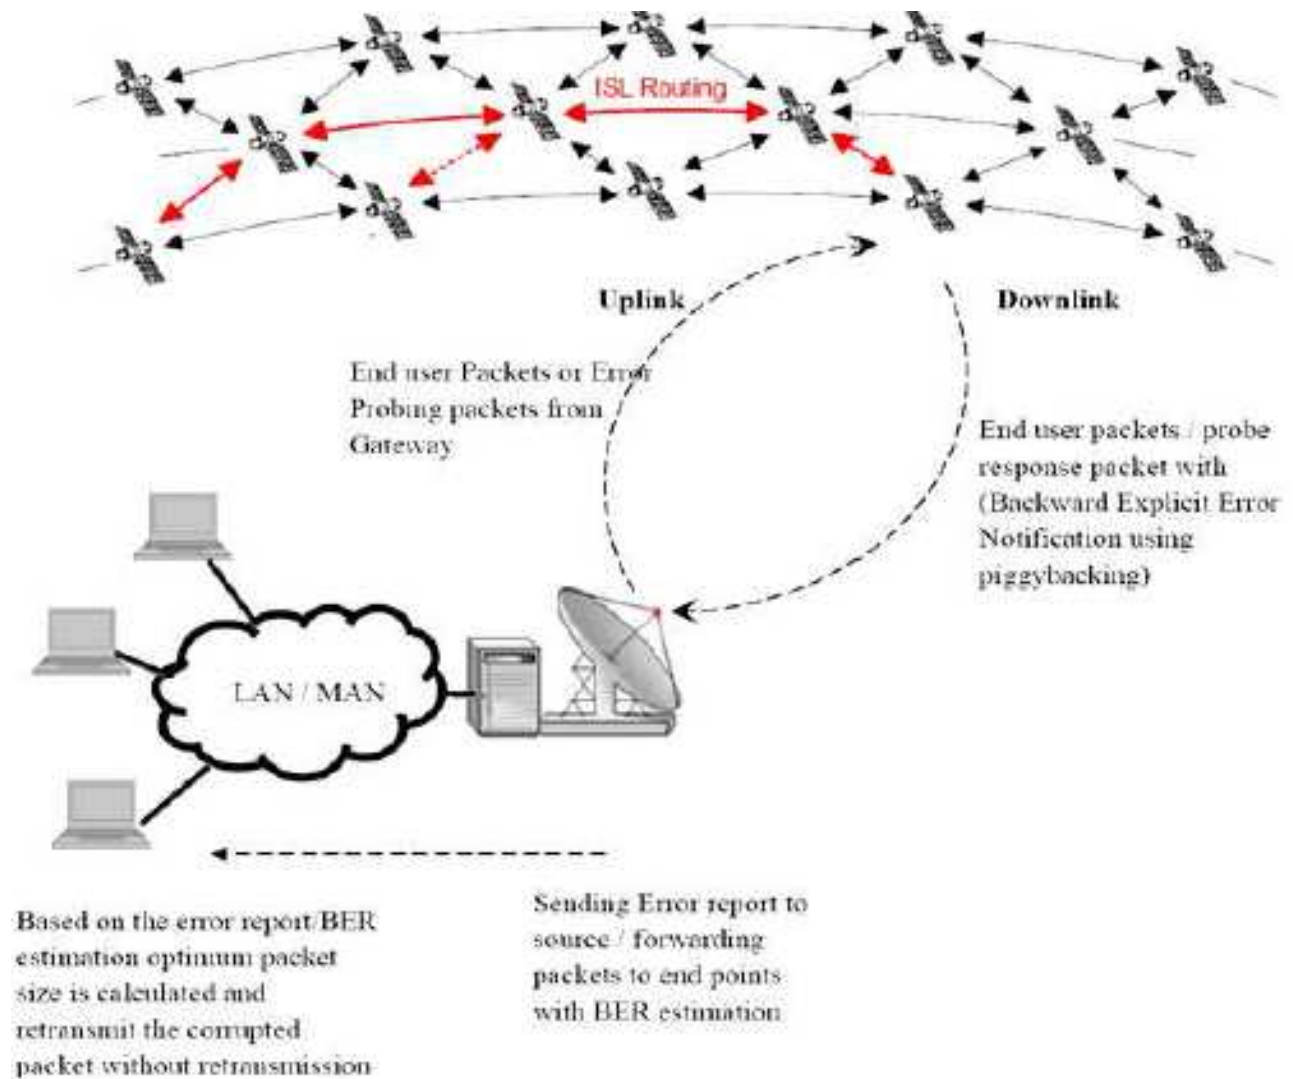 ISL Routing
Uplink
Downlink
End user Packets or Error
Probing packets from
Gateway
End user packets / probe
response packet with
(Backward Explicit Error
Notification using
piggybacking)
LAN / MAN
Sending Error report to
source / forwarding
packets to end points
with BER estimation
Based on the error report/BER
estimation optimum packet
size is calculated and
retransmit the corrupted
packet without retransmission